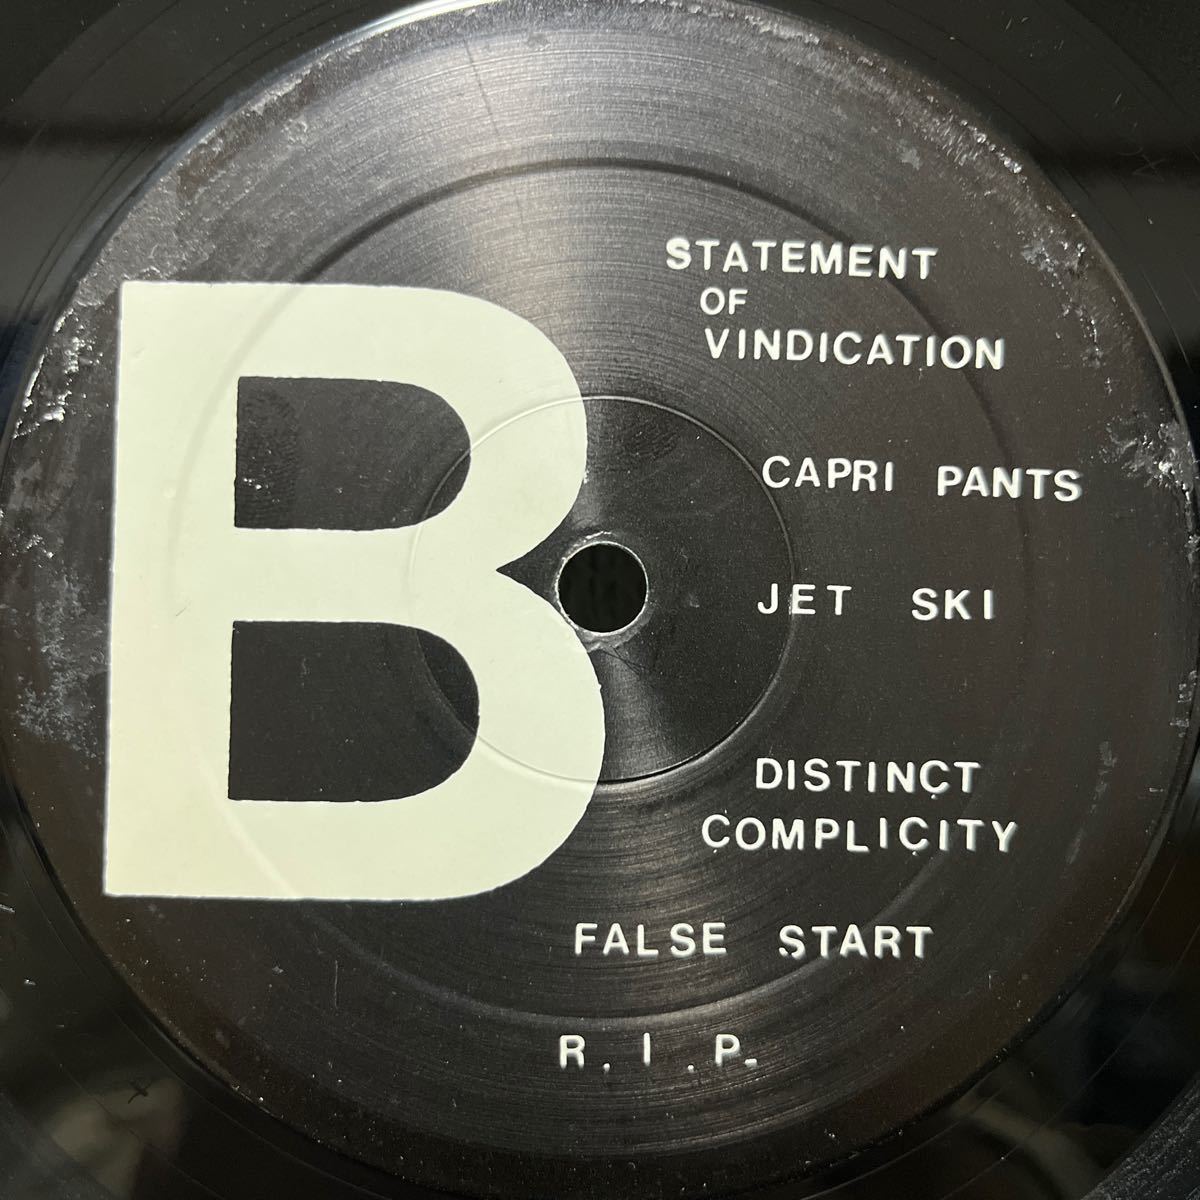 B
STATEMENT
OF
VINDICATION
CAPRI PANTS
JET SKI
DISTINCT
COMPLICITY
FALSE START
R.I.P.